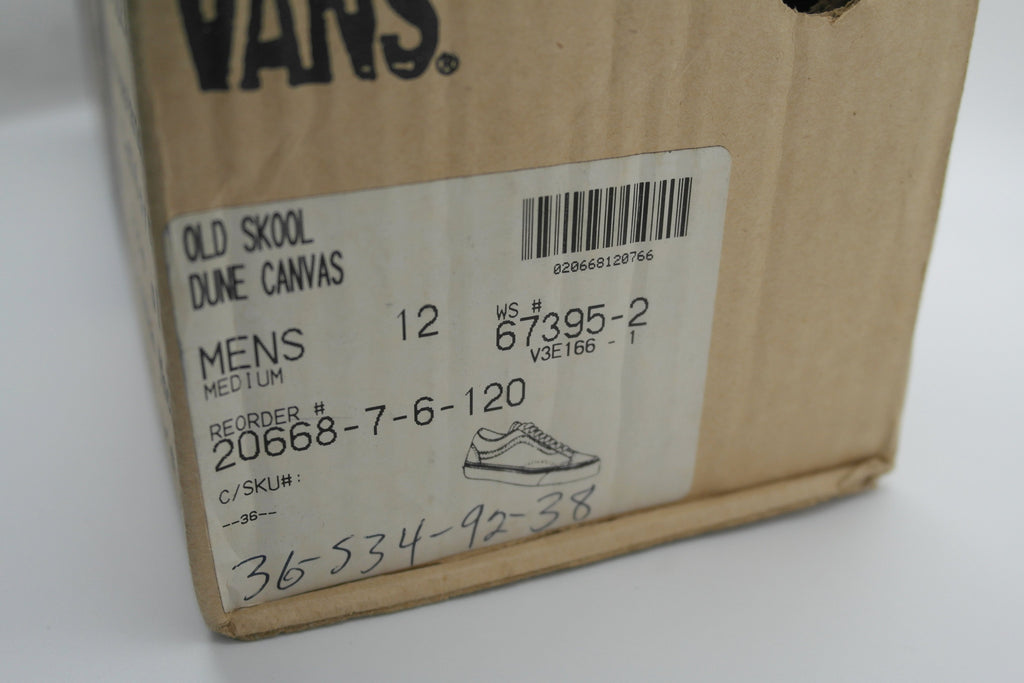 VANS®
OLD SKOOL
DUNE CANVAS
020668120766
MENS 12
MEDIUM
WS #
67395-2
V3E166 - 1
REORDER #
20668-7-6-120
C/SKU#:
--36--
36-534-92-38